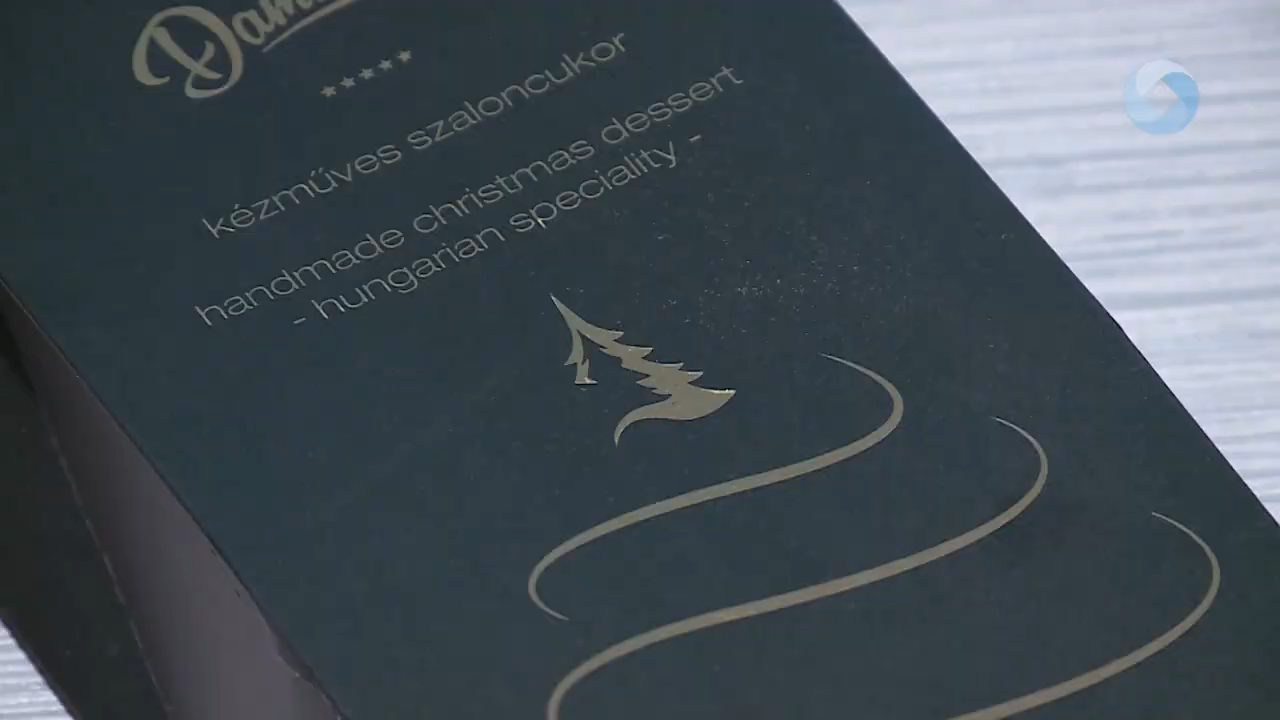 kézműves szaloncukor
handmade christmas dessert
- hungarian speciality -